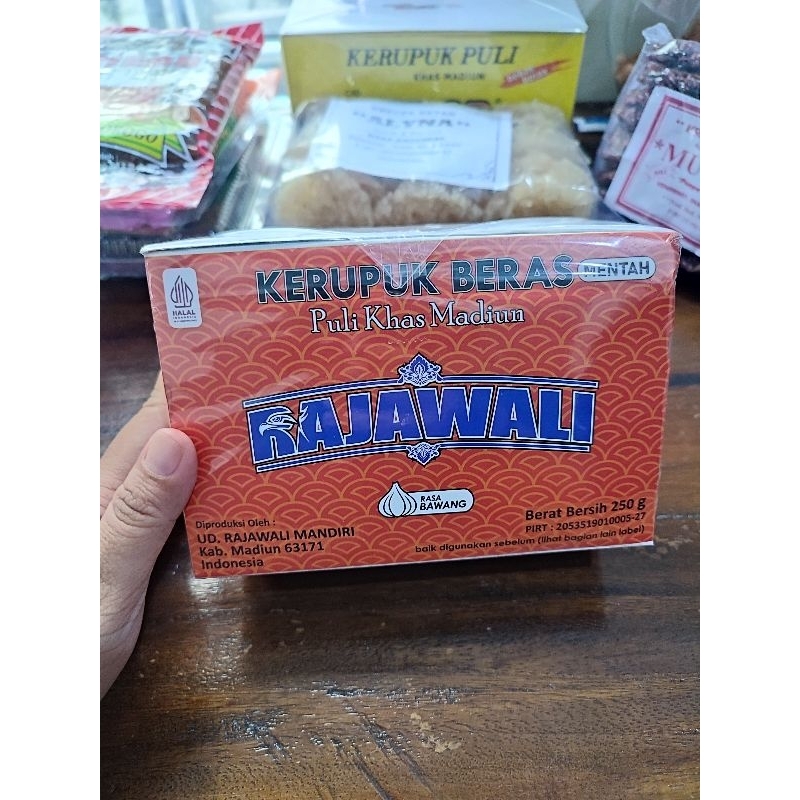 KERUPUK PULI
KHAS MADIUN
KERUPUK BERAS MENTAH
Puli Khas Madiun
HALAL
INDONESIA
RAJAWALI
RASA
BAWANG
Diproduksi Oleh :
UD. RAJAWALI MANDIRI
Kab. Madiun 63171
Indonesia
Berat Bersih 250 g
PIRT : 2053519010005-27
baik digunakan sebelum (lihat bagian lain label)